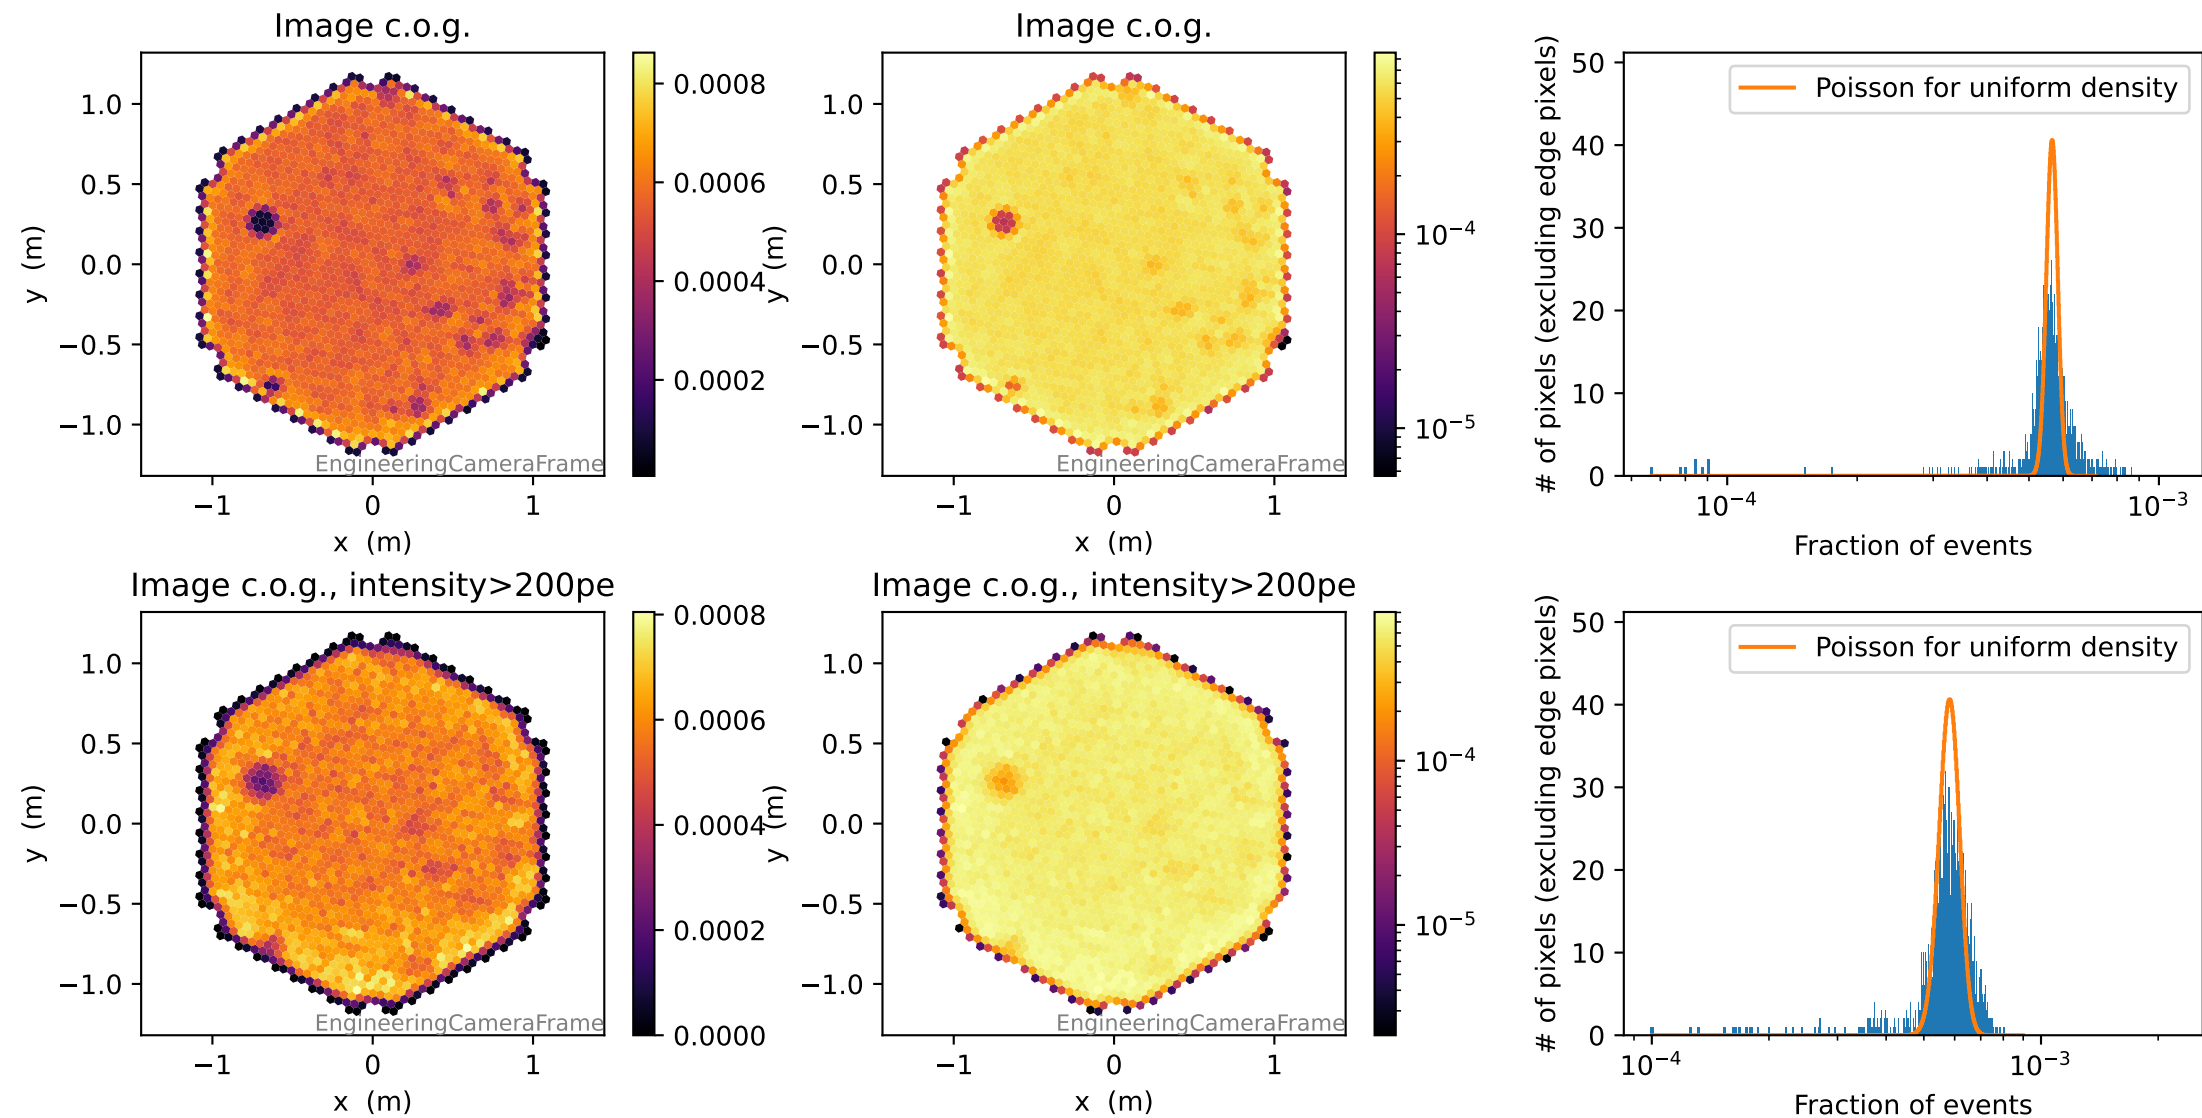 Image c.o.g.
1.0
0.5
0.0
−0.5
−1.0
y (m)
−1
0
1
x (m)
EngineeringCameraFrame
0.0008
0.0006
0.0004
0.0002
Image c.o.g.
y (m)
1.0
0.5
0.0
−0.5
−1.0
−1
0
1
x (m)
EngineeringCameraFrame
10⁻⁴
10⁻⁵
# of pixels (excluding edge pixels)
50
40
30
20
10
0
Poisson for uniform density
10⁻⁴
10⁻³
Fraction of events
Image c.o.g., intensity>200pe
1.0
0.5
0.0
−0.5
−1.0
y (m)
−1
0
1
x (m)
EngineeringCameraFrame
0.0008
0.0006
0.0004
0.0002
0.0000
Image c.o.g., intensity>200pe
y (m)
1.0
0.5
0.0
−0.5
−1.0
−1
0
1
x (m)
EngineeringCameraFrame
10⁻⁴
10⁻⁵
# of pixels (excluding edge pixels)
50
40
30
20
10
0
Poisson for uniform density
10⁻⁴
10⁻³
Fraction of events